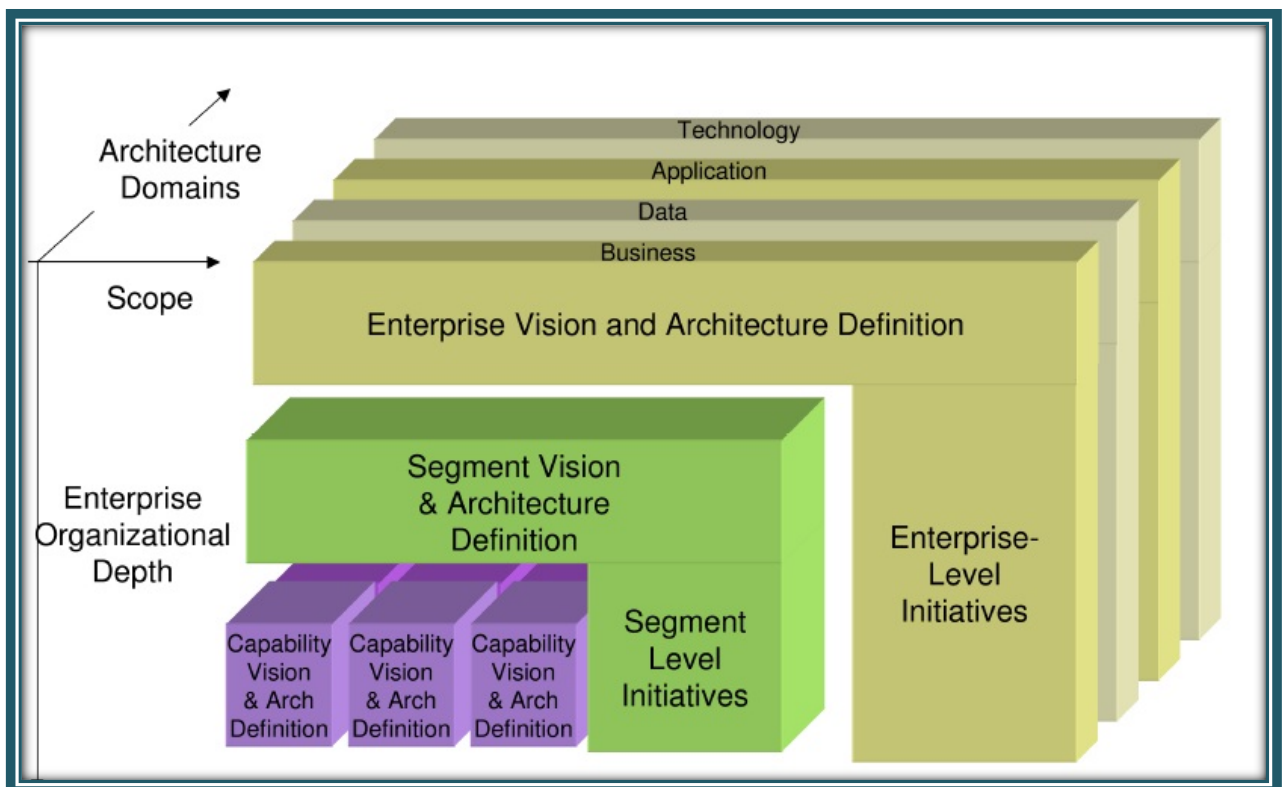 Technology
Architecture
Domains
Application
Data
Business
Scope
Enterprise Vision and Architecture Definition
Segment Vision
& Architecture
Definition
Enterprise
Organizational
Depth
Enterprise-
Level
Initiatives
Capability
Vision
& Arch
Definition
Capability
Vision
& Arch
Definition
Capability
Vision
& Arch
Definition
Segment
Level
Initiatives